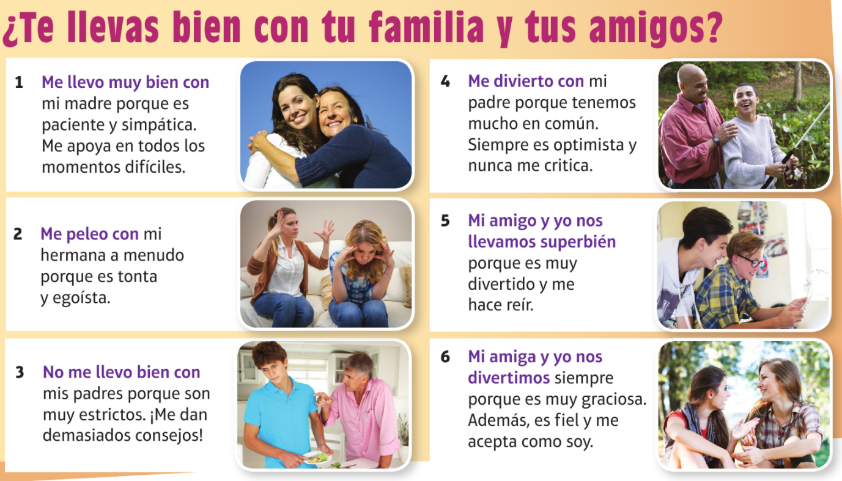 ¿Te llevas bien con tu familia y tus amigos?
1 Me llevo muy bien con
mi madre porque es
paciente y simpática.
Me apoya en todos los
momentos difíciles.
2 Me peleo con mi
hermana a menudo
porque es tonta
y egoísta.
3 No me llevo bien con
mis padres porque son
muy estrictos. ¡Me dan
demasiados consejos!
4 Me divierto con mi
padre porque tenemos
mucho en común.
Siempre es optimista y
nunca me critica.
5 Mi amigo y yo nos
llevamos superbién
porque es muy
divertido y me
hace reír.
6 Mi amiga y yo nos
divertimos siempre
porque es muy graciosa.
Además, es fiel y me
acepta como soy.